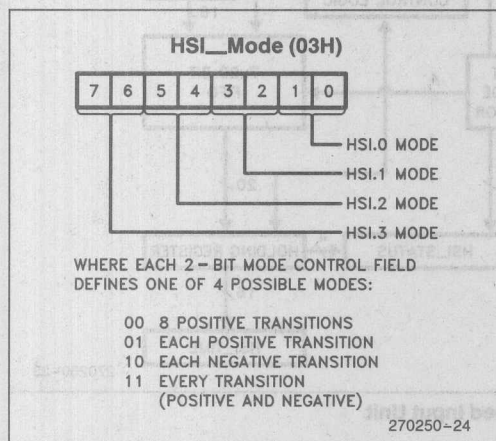 HSI__Mode (03H)
7 6 5 4 3 2 1 0
HSI.0 MODE
HSI.1 MODE
HSI.2 MODE
HSI.3 MODE
WHERE EACH 2–BIT MODE CONTROL FIELD
DEFINES ONE OF 4 POSSIBLE MODES:
00 8 POSITIVE TRANSITIONS
01 EACH POSITIVE TRANSITION
10 EACH NEGATIVE TRANSITION
11 EVERY TRANSITION
(POSITIVE AND NEGATIVE)
270250–24